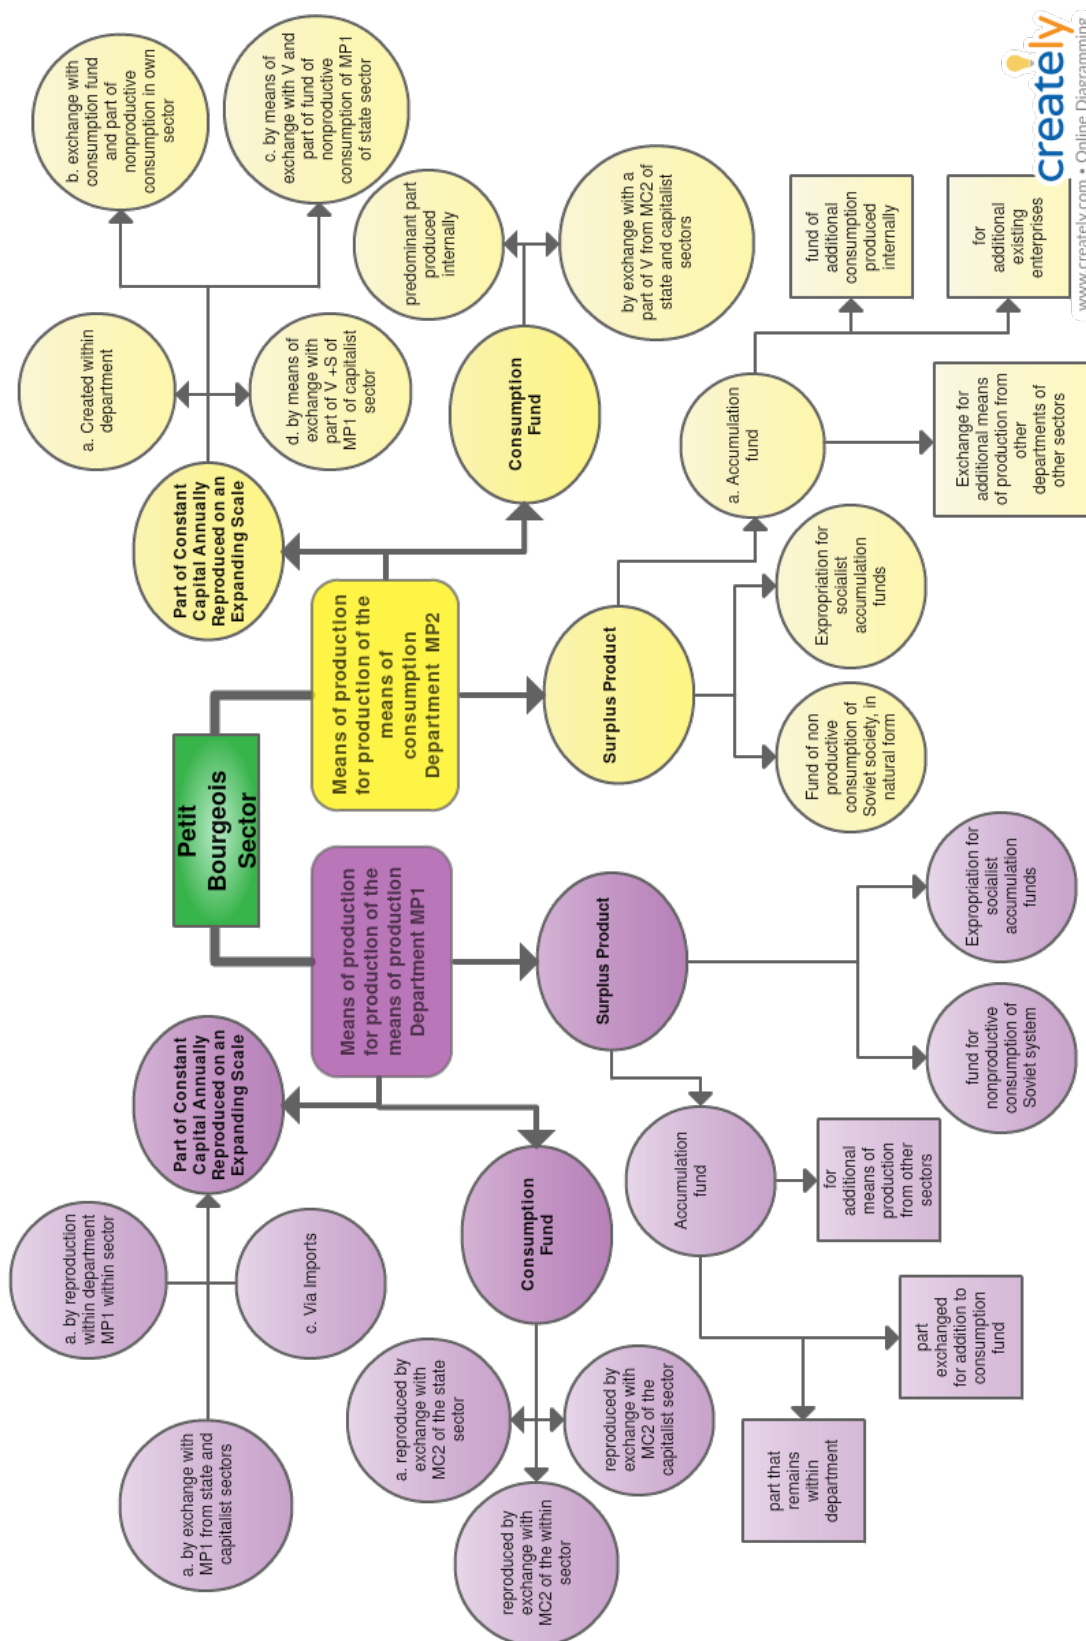 Petit
Bourgeois
Sector
Means of production
for production of the
means of production
Department MP1
Means of production
for production of the
means of
consumption
Department  MP2
Part of Constant
Capital Annually
Reproduced on an
Expanding Scale
a. by reproduction
within department
MP1 within sector
a. by exchange with
MP1 from state and
capitalist sectors
c. Via Imports
Consumption
Fund
a. reproduced by
exchange with
MC2 of the state
sector
reproduced by
exchange with
MC2 of the within
sector
reproduced by
exchange with
MC2 of the
capitalist sector
Surplus Product
Accumulation
fund
for
additional
means of
production
from other
sectors
part that
remains
within
department
part
exchanged
for addition to
consumption
fund
fund for
nonproductive
consumption of
Soviet system
Expropriation for
socialist
accumulation
funds
Part of Constant
Capital Annually
Reproduced on an
Expanding Scale
a. Created within
department
b. exchange with
consumption fund
and part of
nonproductive
consumption in own
sector
c. by means of
exchange with V and
part of fund of
nonproductive
consumption of MP1
of state sector
d. by means of
exchange with
part of V +S of
MP1 of capitalist
sector
Consumption
Fund
predominant part
produced
internally
by exchange with a
part of V from MC2 of
state and capitalist
sectors
Surplus Product
Fund of non
productive
consumption of
Soviet society, in
natural form
Expropriation for
socialist
accumulation
funds
a. Accumulation
fund
fund of
additional
consumption
produced
internally
for
additional
existing
enterprises
Exchange for
additional means
of production from
other
departments of
other sectors
creately
www.creately.com • Online Diagramming